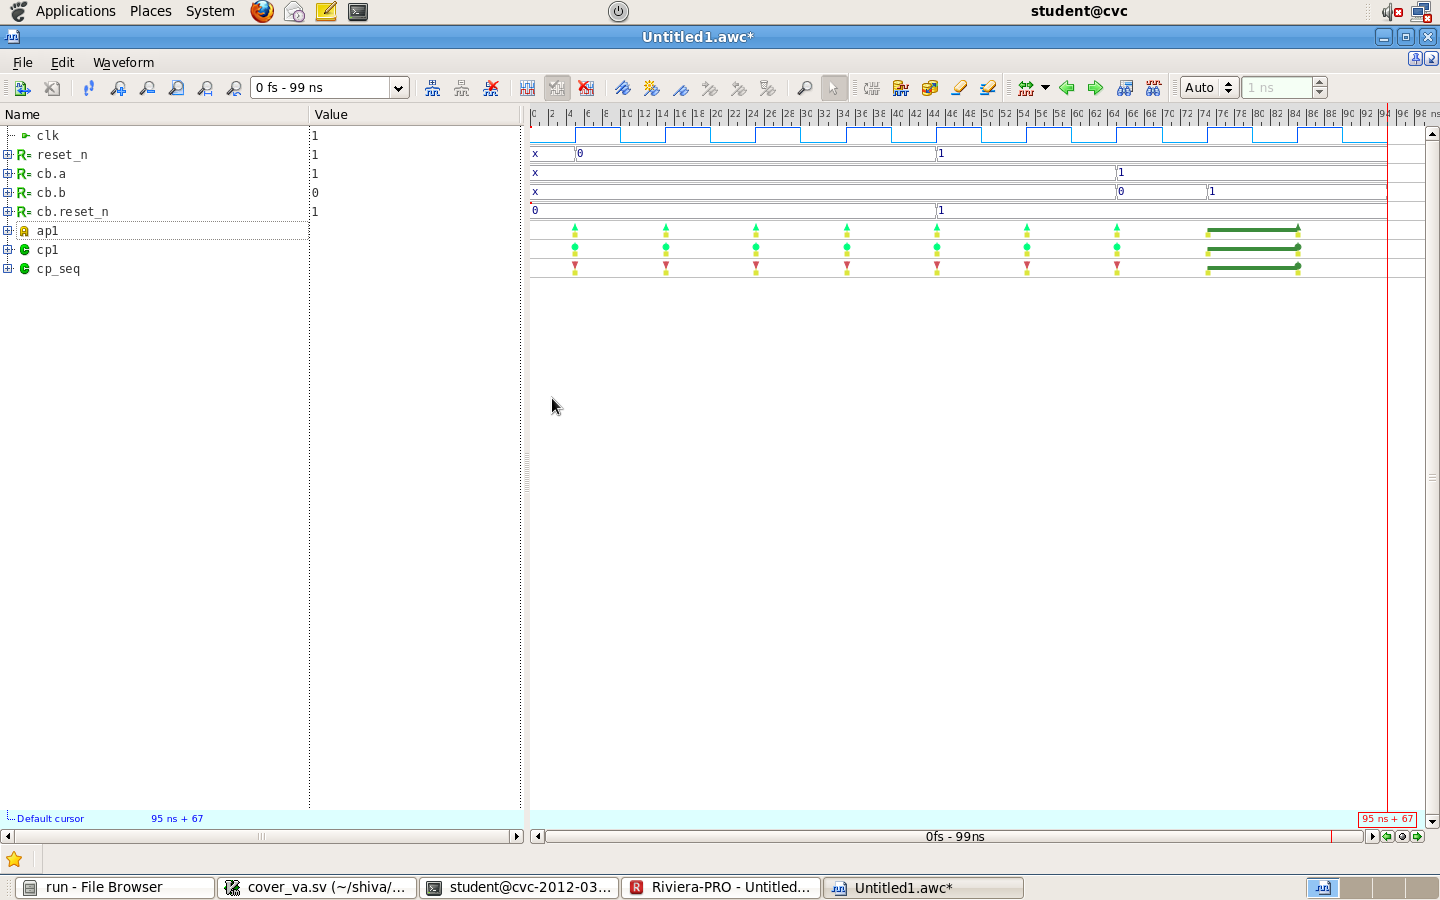 Applications Places System student@cvc
Untitled1.awc*
File Edit Waveform
0 fs - 99 ns Auto 1 ns
Name Value 0 2 4 6 8 10 12 14 16 18 20 22 24 26 28 30 32 34 36 38 40 42 44 46 48 50 52 54 56 58 60 62 64 66 68 70 72 74 76 78 80 82 84 86 88 90 92 94 96 98 ns
clk 1
reset_n 1 x 0 1
cb.a 1 x 1
cb.b 0 x 0 1
cb.reset_n 1 0 1
ap1
cp1
cp_seq
Default cursor 95 ns + 67 95 ns + 67
0fs - 99ns
run - File Browser cover_va.sv (~/shiva/... student@cvc-2012-03... Riviera-PRO - Untitled... Untitled1.awc*